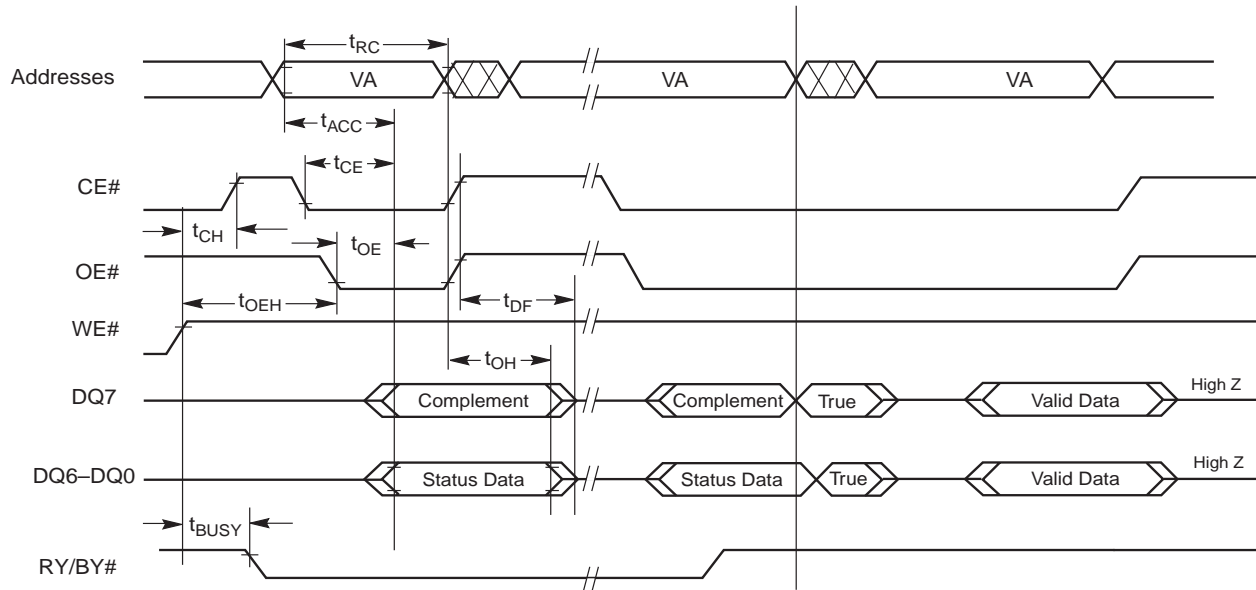 tRC
Addresses VA VA VA
tACC
tCE
CE#
tCH tOE
OE#
tOEH tDF
WE#
tOH
DQ7 Complement Complement True Valid Data High Z
DQ6–DQ0 Status Data Status Data True Valid Data High Z
tBUSY
RY/BY#